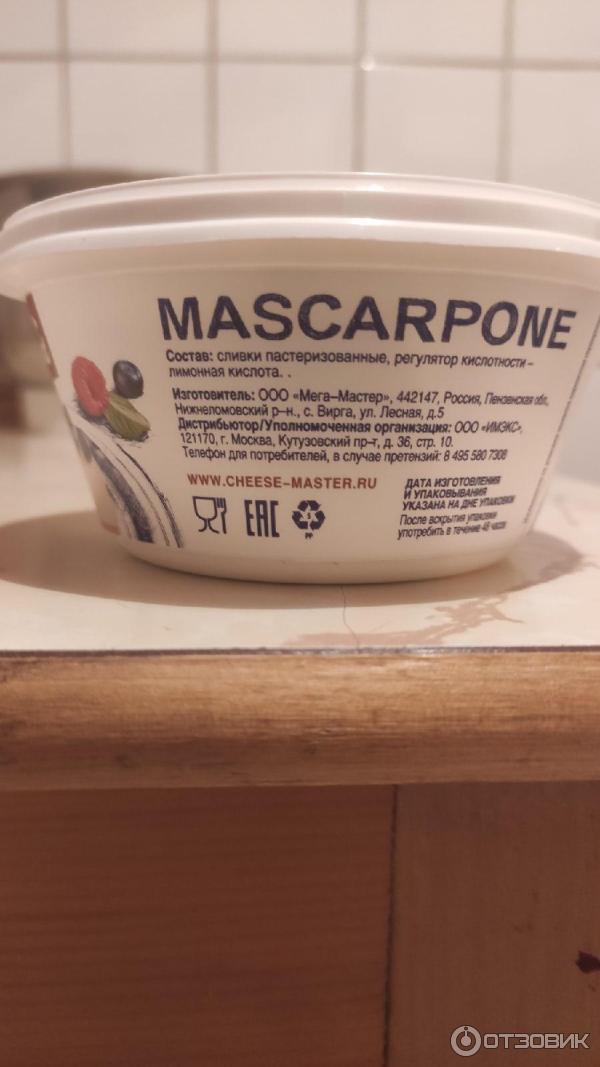 MASCARPONE
Состав: сливки пастеризованные, регулятор кислотности –
лимонная кислота. .
Изготовитель: ООО «Мега–Мастер», 442147, Россия, Пензенская обл.,
Нижнеломовский р–н., с. Вирга, ул. Лесная, д.5
Дистрибьютор/Уполномоченная организация: ООО «ИМЭКС»,
121170, г. Москва, Кутузовский пр–т, д. 36, стр. 10.
Телефон для потребителей, в случае претензий: 8 495 580 7308
WWW.CHEESE–MASTER.RU
EAC
5
PP
ДАТА ИЗГОТОВЛЕНИЯ
И УПАКОВЫВАНИЯ
УКАЗАНА НА ДНЕ УПАКОВКИ
После вскрытия упаковки
употребить в течение 48 часов
ОТЗОВИК